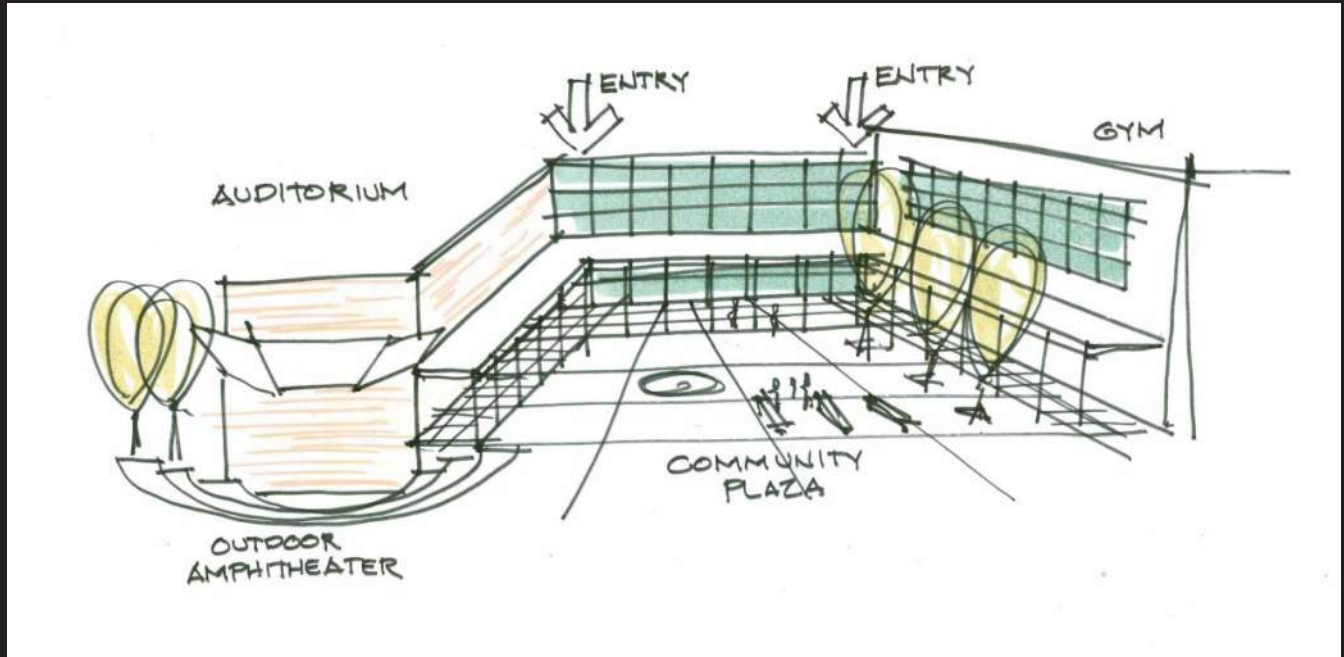 ENTRY
ENTRY
GYM
AUDITORIUM
COMMUNITY
PLAZA
OUTDOOR
AMPHITHEATER